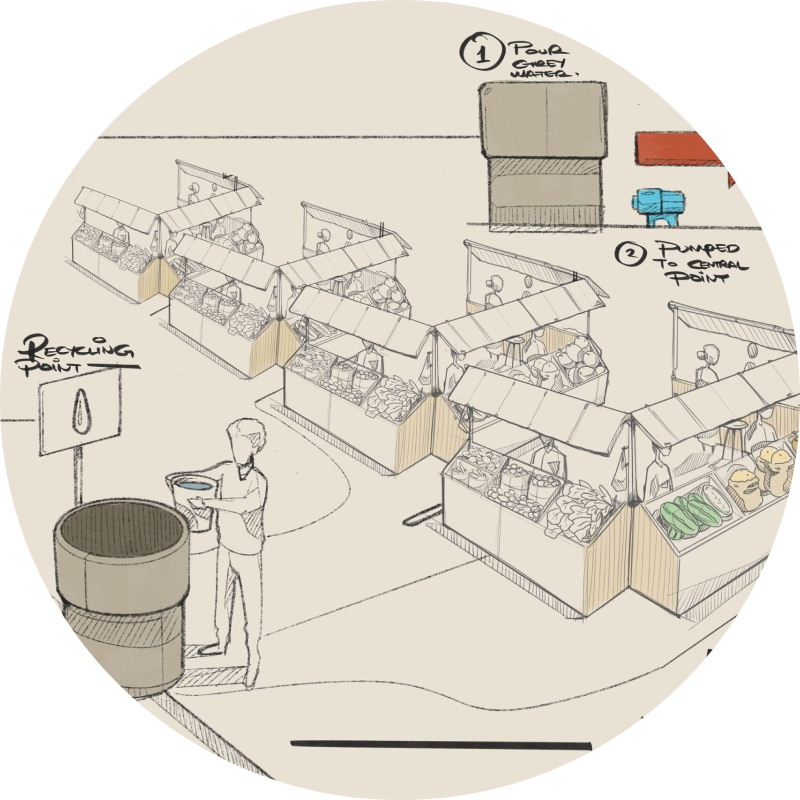 1 POUR
GREY
WATER.
2 PUMPED
TO CENTRAL
POINT
RECYCLING
POINT